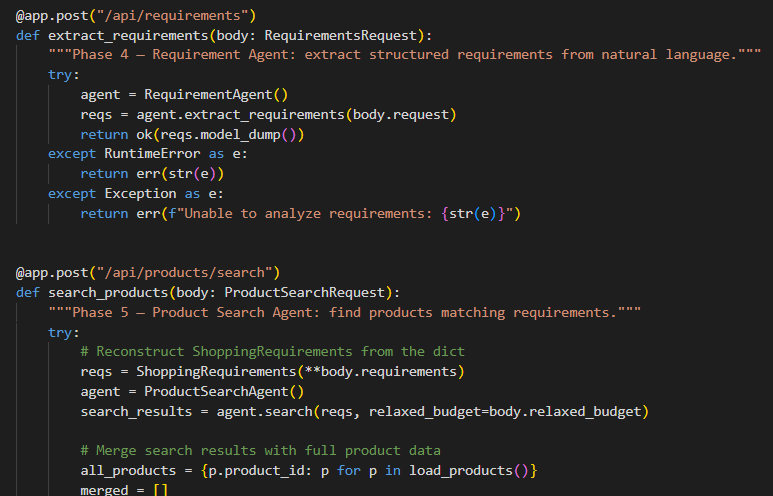 @app.post("/api/requirements")
def extract_requirements(body: RequirementsRequest):
    """Phase 4 — Requirement Agent: extract structured requirements from natural language."""
    try:
        agent = RequirementAgent()
        reqs = agent.extract_requirements(body.request)
        return ok(reqs.model_dump())
    except RuntimeError as e:
        return err(str(e))
    except Exception as e:
        return err(f"Unable to analyze requirements: {str(e)}")
@app.post("/api/products/search")
def search_products(body: ProductSearchRequest):
    """Phase 5 — Product Search Agent: find products matching requirements."""
    try:
        # Reconstruct ShoppingRequirements from the dict
        reqs = ShoppingRequirements(**body.requirements)
        agent = ProductSearchAgent()
        search_results = agent.search(reqs, relaxed_budget=body.relaxed_budget)
        # Merge search results with full product data
        all_products = {p.product_id: p for p in load_products()}
        merged = []